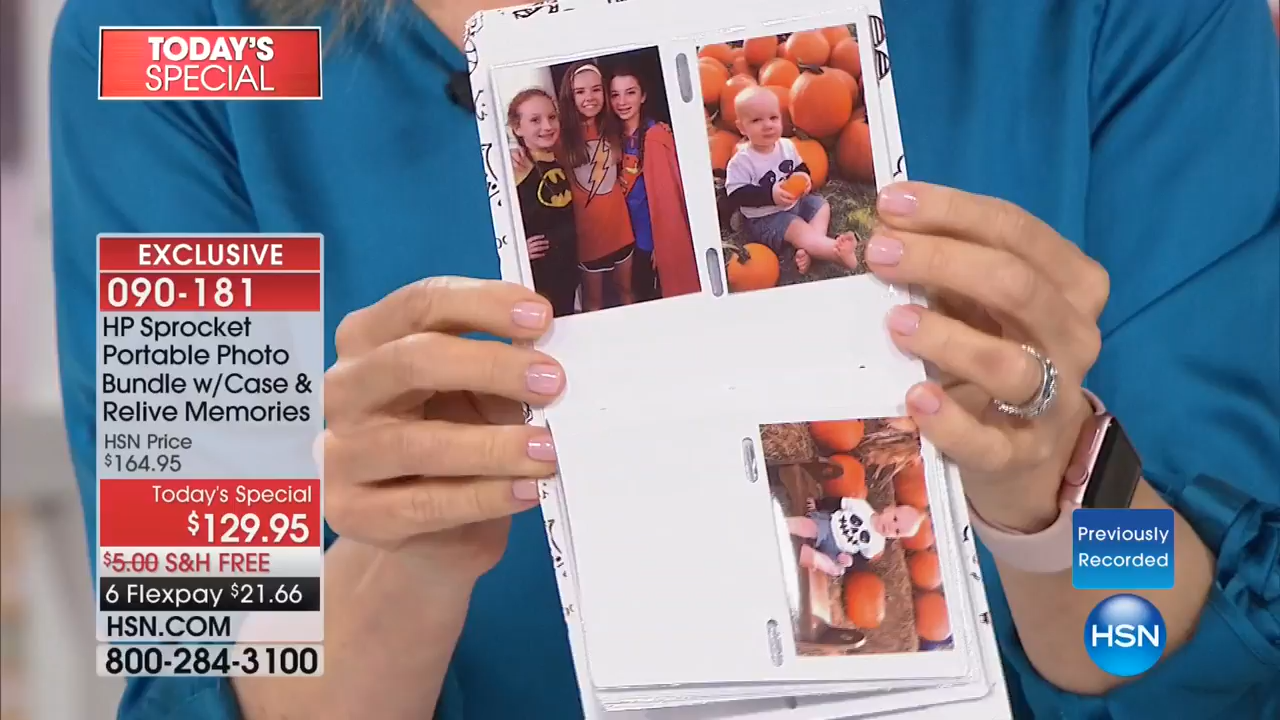 TODAY'S
SPECIAL
EXCLUSIVE
090-181
HP Sprocket
Portable Photo
Bundle w/Case &
Relive Memories
HSN Price
$164.95
Today's Special
$129.95
$5.00 S&H FREE
6 Flexpay $21.66
HSN.COM
800-284-3100
Previously
Recorded
HSN